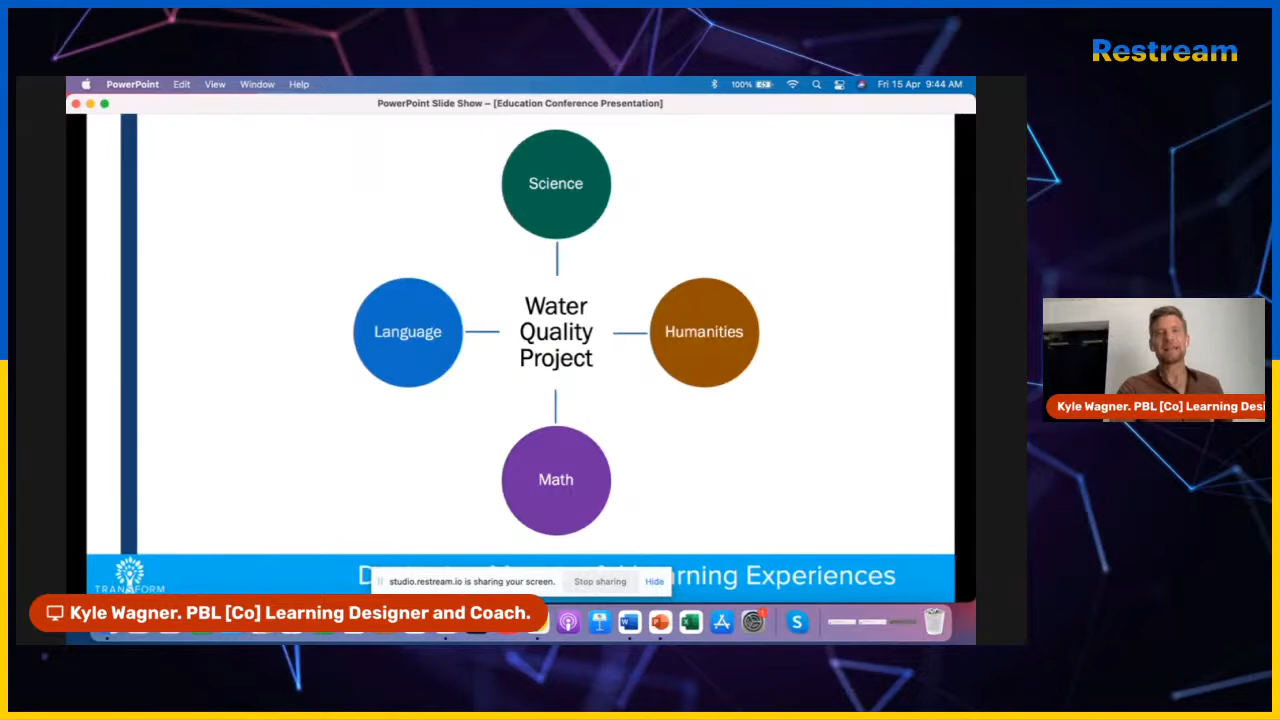 Restream
PowerPoint Edit View Window Help 100% Fri 15 Apr 9:44 AM
PowerPoint Slide Show – [Education Conference Presentation]
Science
Language
Water
Quality
Project
Humanities
Math
TRANSFORM
Learning Experiences
studio.restream.io is sharing your screen. Stop sharing Hide
Kyle Wagner. PBL [Co] Learning Designer and Coach.
Kyle Wagner. PBL [Co] Learning Desi